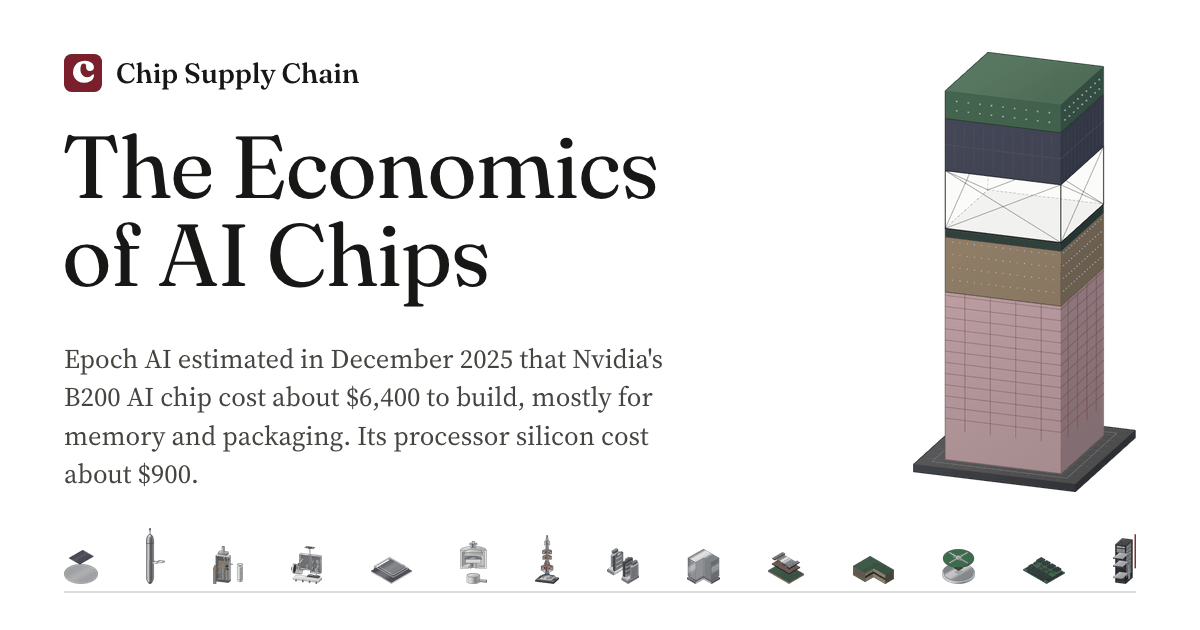 Chip Supply Chain
The Economics
of AI Chips
Epoch AI estimated in December 2025 that Nvidia's
B200 AI chip cost about $6,400 to build, mostly for
memory and packaging. Its processor silicon cost
about $900.